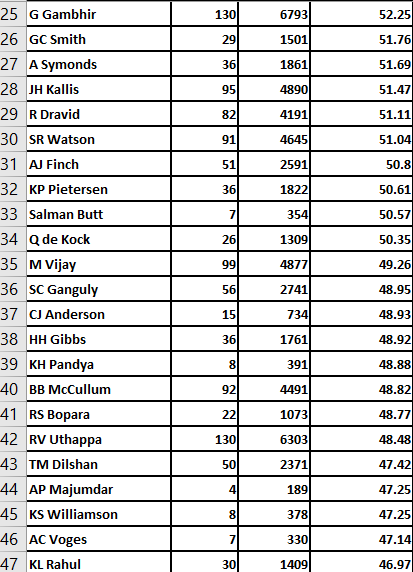 25 G Gambhir 130 6793 52.25
26 GC Smith 29 1501 51.76
27 A Symonds 36 1861 51.69
28 JH Kallis 95 4890 51.47
29 R Dravid 82 4191 51.11
30 SR Watson 91 4645 51.04
31 AJ Finch 51 2591 50.8
32 KP Pietersen 36 1822 50.61
33 Salman Butt 7 354 50.57
34 Q de Kock 26 1309 50.35
35 M Vijay 99 4877 49.26
36 SC Ganguly 56 2741 48.95
37 CJ Anderson 15 734 48.93
38 HH Gibbs 36 1761 48.92
39 KH Pandya 8 391 48.88
40 BB McCullum 92 4491 48.82
41 RS Bopara 22 1073 48.77
42 RV Uthappa 130 6303 48.48
43 TM Dilshan 50 2371 47.42
44 AP Majumdar 4 189 47.25
45 KS Williamson 8 378 47.25
46 AC Voges 7 330 47.14
47 KL Rahul 30 1409 46.97